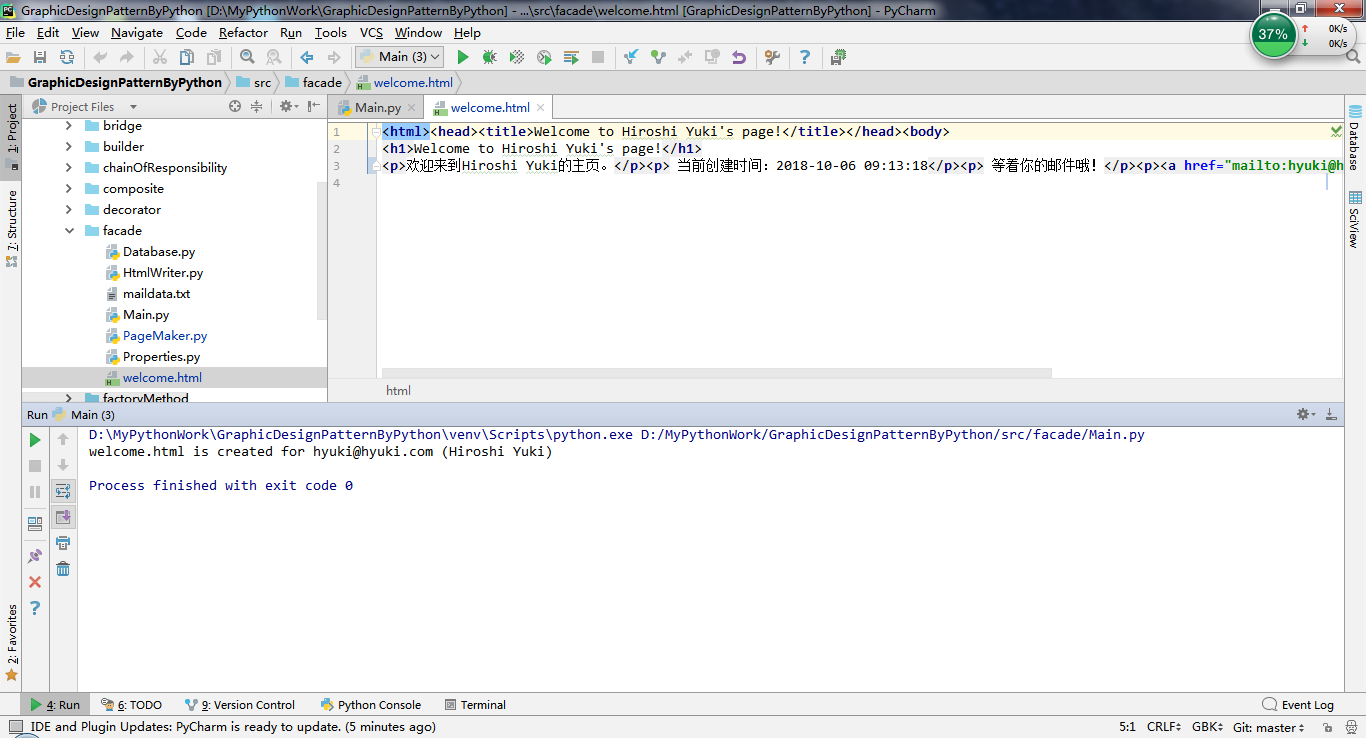 GraphicDesignPatternByPython [D:\MyPythonWork\GraphicDesignPatternByPython] - ...\src\facade\welcome.html [GraphicDesignPatternByPython] - PyCharm
File Edit View Navigate Code Refactor Run Tools VCS Window Help
37% 0K/s
0K/s
Main (3)
GraphicDesignPatternByPython src facade welcome.html
1: Project
7: Structure
2: Favorites
Project Files
bridge
builder
chainOfResponsibility
composite
decorator
facade
Database.py
HtmlWriter.py
maildata.txt
Main.py
PageMaker.py
Properties.py
welcome.html
factoryMethod
Main.py welcome.html
1 <html><head><title>Welcome to Hiroshi Yuki's page!</title></head><body>
2 <h1>Welcome to Hiroshi Yuki's page!</h1>
3 <p>欢迎来到Hiroshi Yuki的主页。</p><p> 当前创建时间：2018-10-06 09:13:18</p><p> 等着你的邮件哦！</p><p><a href="mailto:hyuki@h
4
html
Database
SciView
Run Main (3)
D:\MyPythonWork\GraphicDesignPatternByPython\venv\Scripts\python.exe D:/MyPythonWork/GraphicDesignPatternByPython/src/facade/Main.py
welcome.html is created for hyuki@hyuki.com (Hiroshi Yuki)
Process finished with exit code 0
4: Run 6: TODO 9: Version Control Python Console Terminal Event Log
IDE and Plugin Updates: PyCharm is ready to update. (5 minutes ago) 5:1 CRLF GBK Git: master